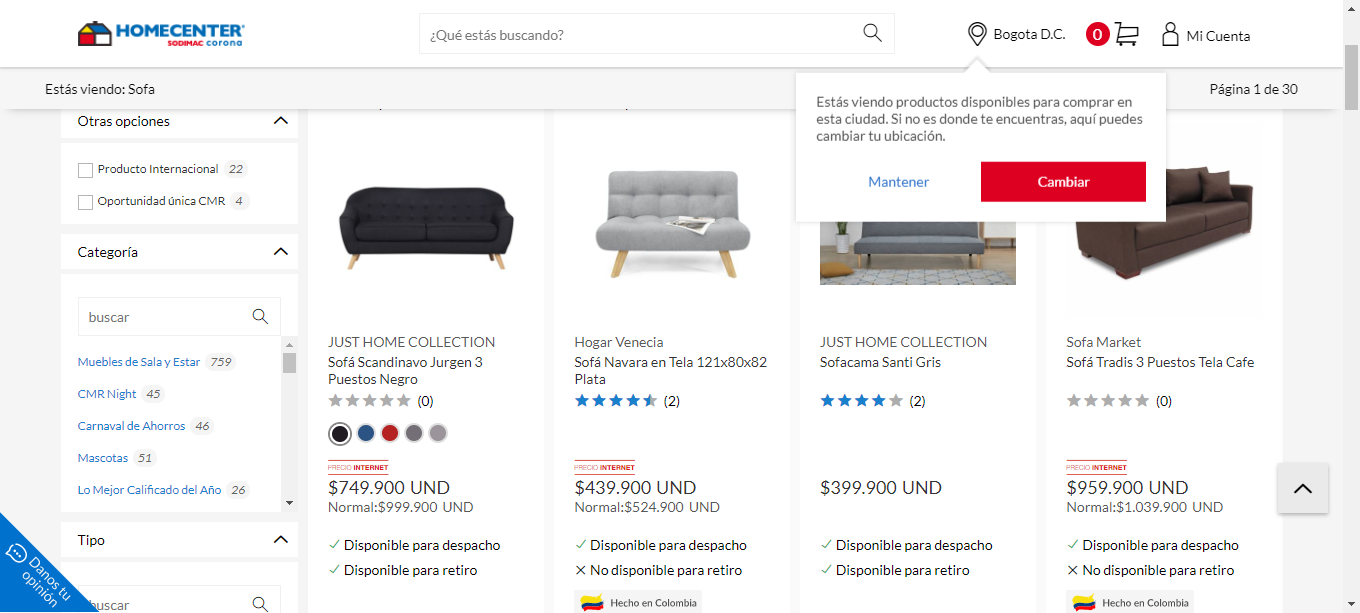 HOMECENTER
SODIMAC corona
¿Qué estás buscando?
Bogota D.C.
0
Mi Cuenta
Estás viendo: Sofa
Página 1 de 30
Estás viendo productos disponibles para comprar en
esta ciudad. Si no es donde te encuentras, aquí puedes
cambiar tu ubicación.
Mantener
Cambiar
Otras opciones
Producto Internacional 22
Oportunidad única CMR 4
Categoría
buscar
Muebles de Sala y Estar 759
CMR Night 45
Carnaval de Ahorros 46
Mascotas 51
Lo Mejor Calificado del Año 26
Tipo
buscar
Danos tu
opinión
JUST HOME COLLECTION
Sofá Scandinavo Jurgen 3
Puestos Negro
(0)
PRECIO INTERNET
$749.900 UND
Normal:$999.900 UND
Disponible para despacho
Disponible para retiro
Hogar Venecia
Sofá Navara en Tela 121x80x82
Plata
(2)
PRECIO INTERNET
$439.900 UND
Normal:$524.900 UND
Disponible para despacho
No disponible para retiro
Hecho en Colombia
JUST HOME COLLECTION
Sofacama Santi Gris
(2)
$399.900 UND
Disponible para despacho
Disponible para retiro
Sofa Market
Sofá Tradis 3 Puestos Tela Cafe
(0)
PRECIO INTERNET
$959.900 UND
Normal:$1.039.900 UND
Disponible para despacho
No disponible para retiro
Hecho en Colombia